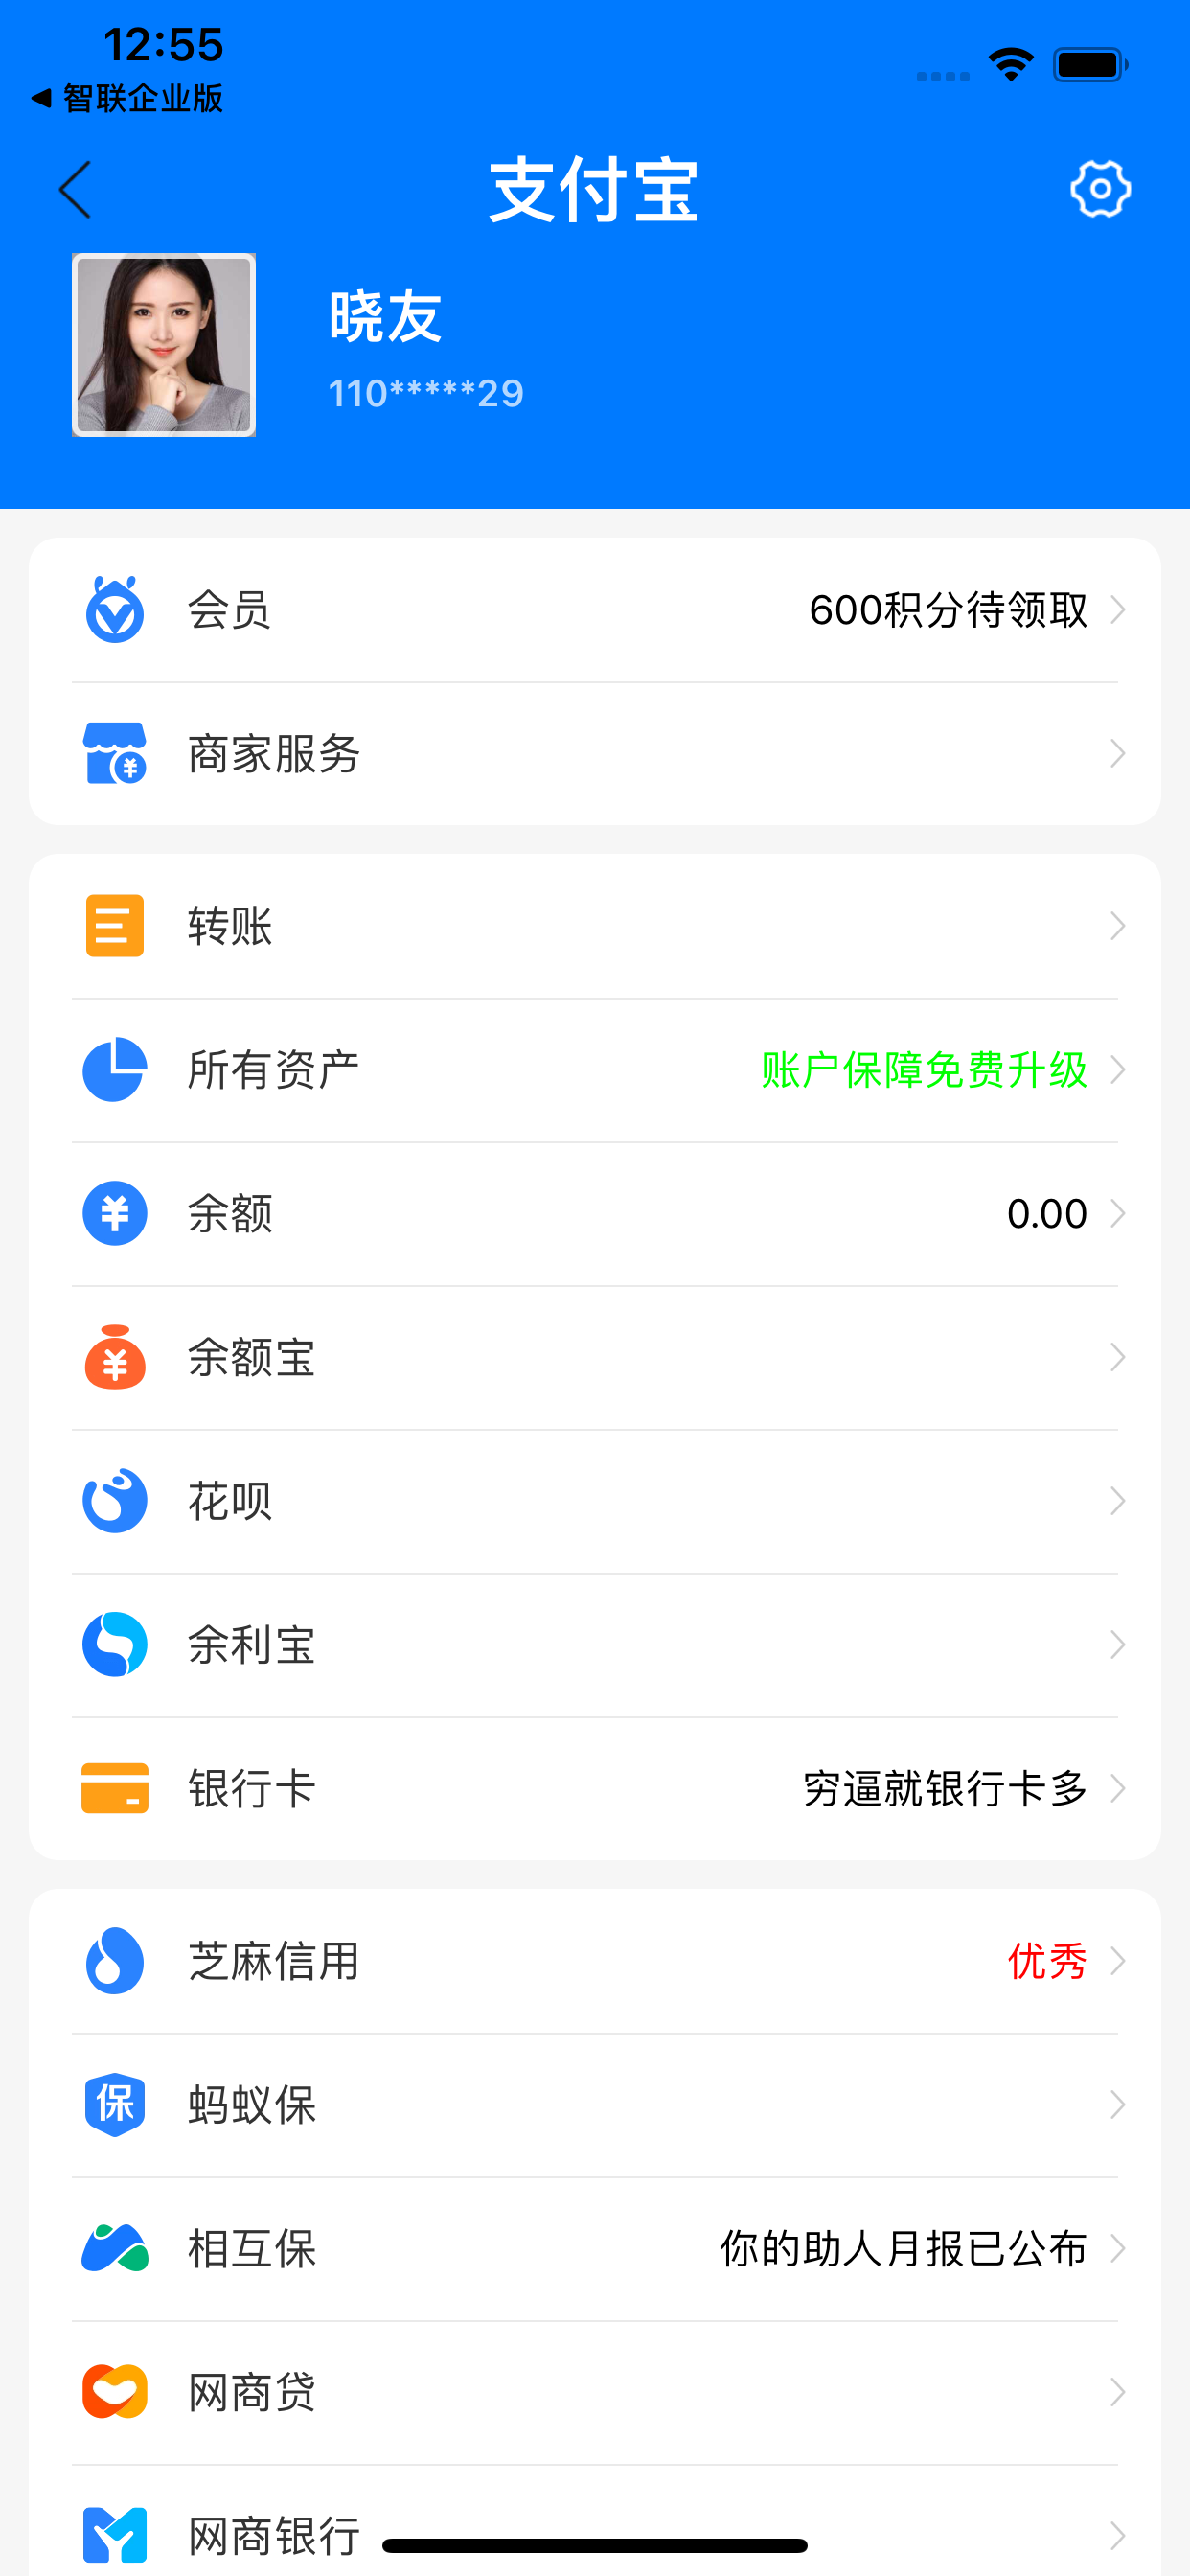 12:55
◀ 智联企业版
支付宝
晓友
110*****29
会员 600积分待领取
商家服务
转账
所有资产 账户保障免费升级
余额 0.00
余额宝
花呗
余利宝
银行卡 穷逼就银行卡多
芝麻信用 优秀
保 蚂蚁保
相互保 你的助人月报已公布
网商贷
网商银行